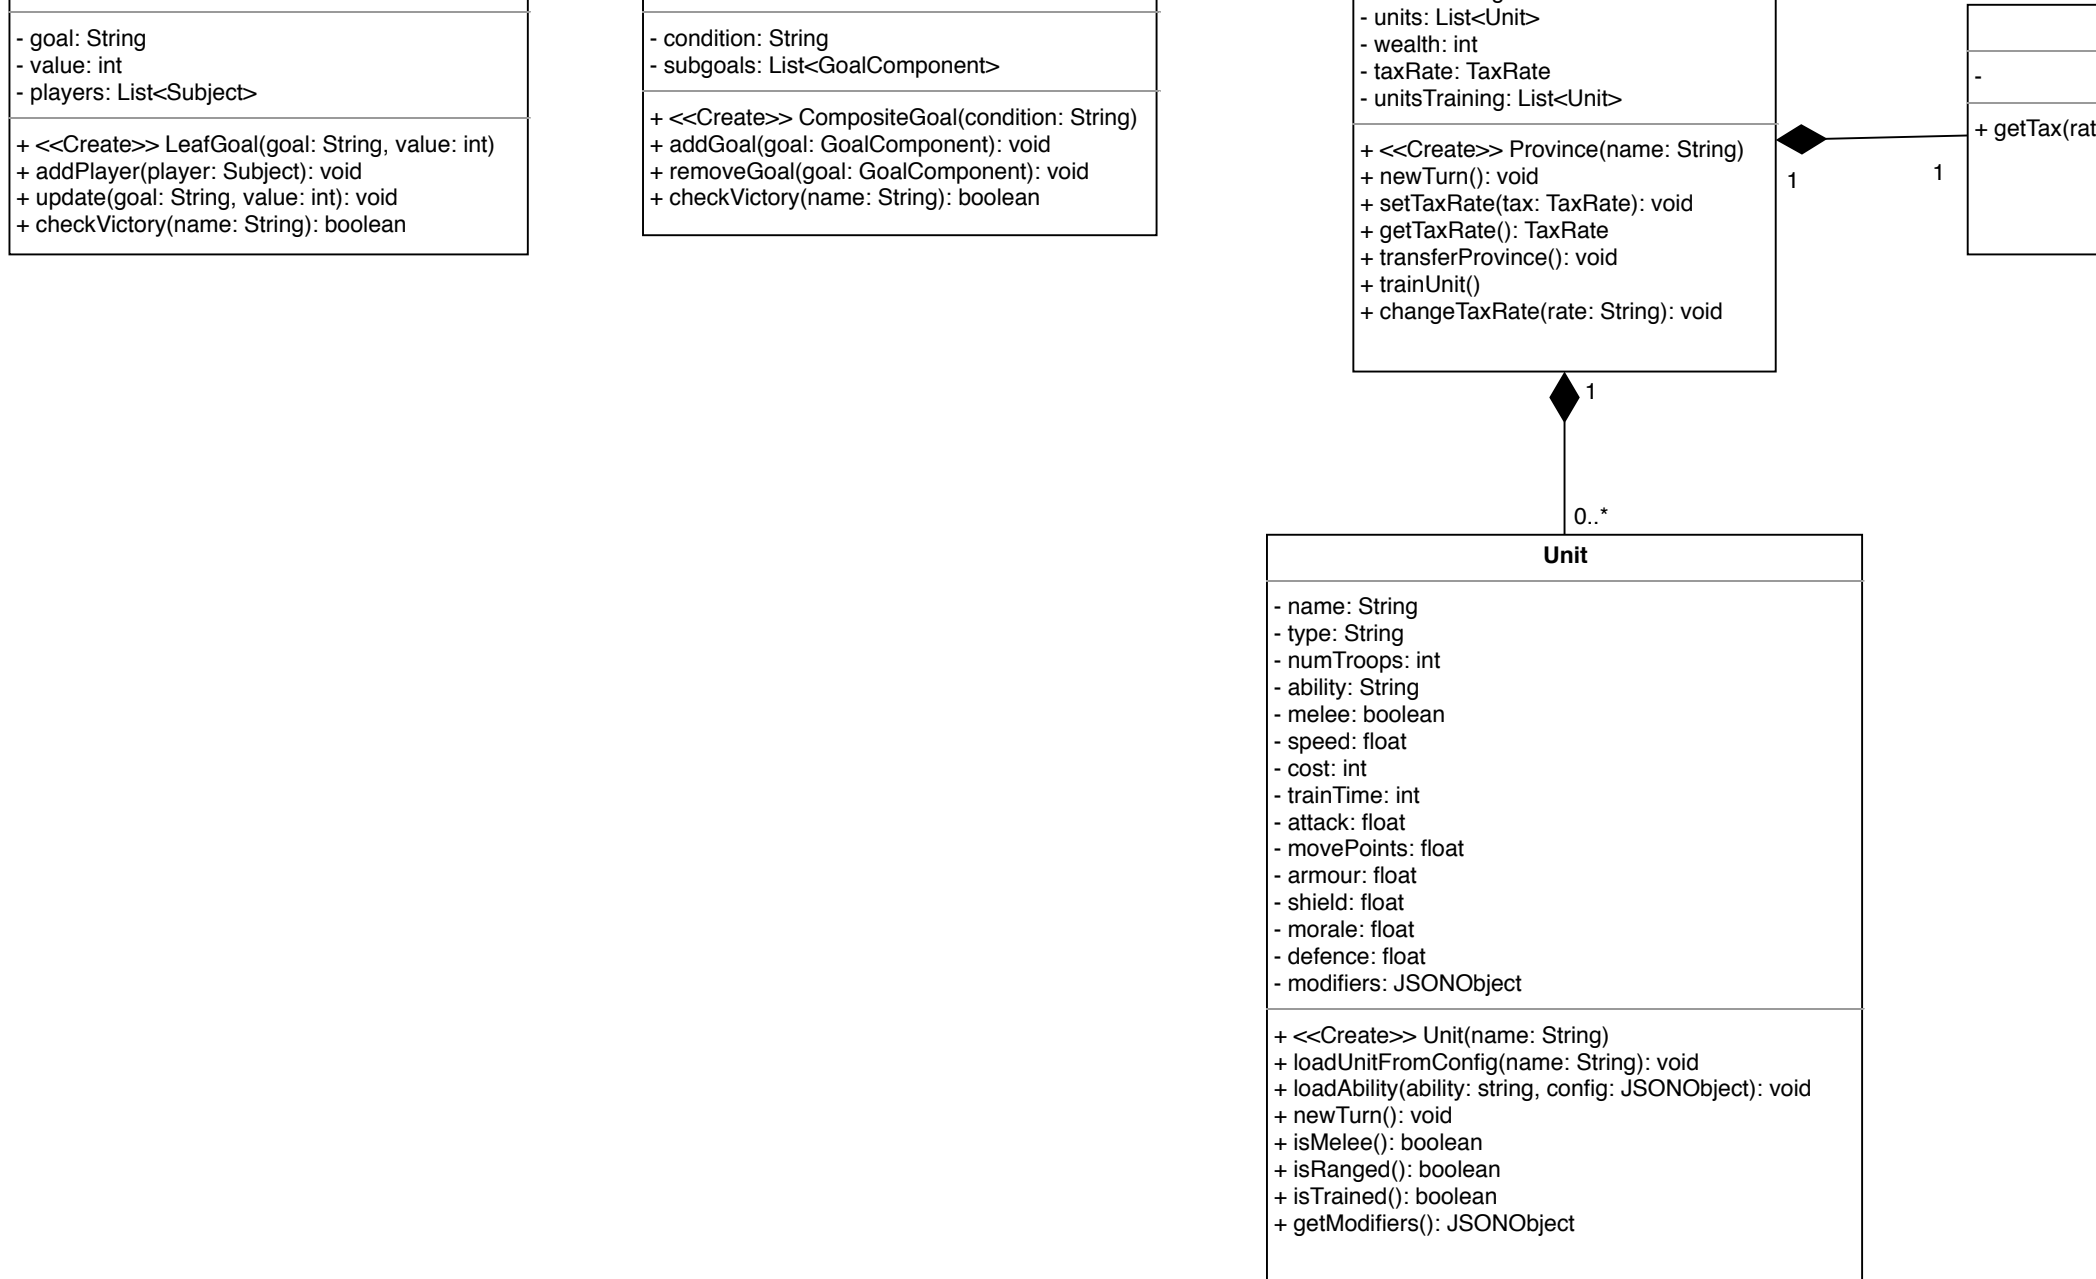 - goal: String
- value: int
- players: List<Subject>
+ <<Create>> LeafGoal(goal: String, value: int)
+ addPlayer(player: Subject): void
+ update(goal: String, value: int): void
+ checkVictory(name: String): boolean
- condition: String
- subgoals: List<GoalComponent>
+ <<Create>> CompositeGoal(condition: String)
+ addGoal(goal: GoalComponent): void
+ removeGoal(goal: GoalComponent): void
+ checkVictory(name: String): boolean
- units: List<Unit>
- wealth: int
- taxRate: TaxRate
- unitsTraining: List<Unit>
+ <<Create>> Province(name: String)
+ newTurn(): void
+ setTaxRate(tax: TaxRate): void
+ getTaxRate(): TaxRate
+ transferProvince(): void
+ trainUnit()
+ changeTaxRate(rate: String): void
1
1
-
+ getTax(rat
1
0..*
Unit
- name: String
- type: String
- numTroops: int
- ability: String
- melee: boolean
- speed: float
- cost: int
- trainTime: int
- attack: float
- movePoints: float
- armour: float
- shield: float
- morale: float
- defence: float
- modifiers: JSONObject
+ <<Create>> Unit(name: String)
+ loadUnitFromConfig(name: String): void
+ loadAbility(ability: string, config: JSONObject): void
+ newTurn(): void
+ isMelee(): boolean
+ isRanged(): boolean
+ isTrained(): boolean
+ getModifiers(): JSONObject